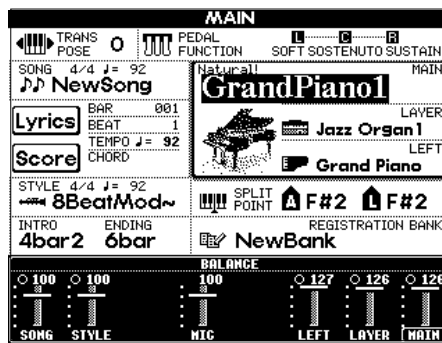 MAIN
TRANSPOSE 0
PEDAL FUNCTION
L C R
SOFT SOSTENUTO SUSTAIN
SONG 4/4 ♩= 92
NewSong
Lyrics
Score
BAR 001
BEAT 1
TEMPO ♩= 92
CHORD
Natural! MAIN
GrandPiano1
LAYER
Jazz Organ1
LEFT
Grand Piano
STYLE 4/4 ♩= 92
8BeatMod~
SPLIT POINT A F#2 L F#2
INTRO ENDING
4bar2 6bar
REGISTRATION BANK
NewBank
BALANCE
100 100 100 127 126 126
SONG STYLE MIC LEFT LAYER MAIN